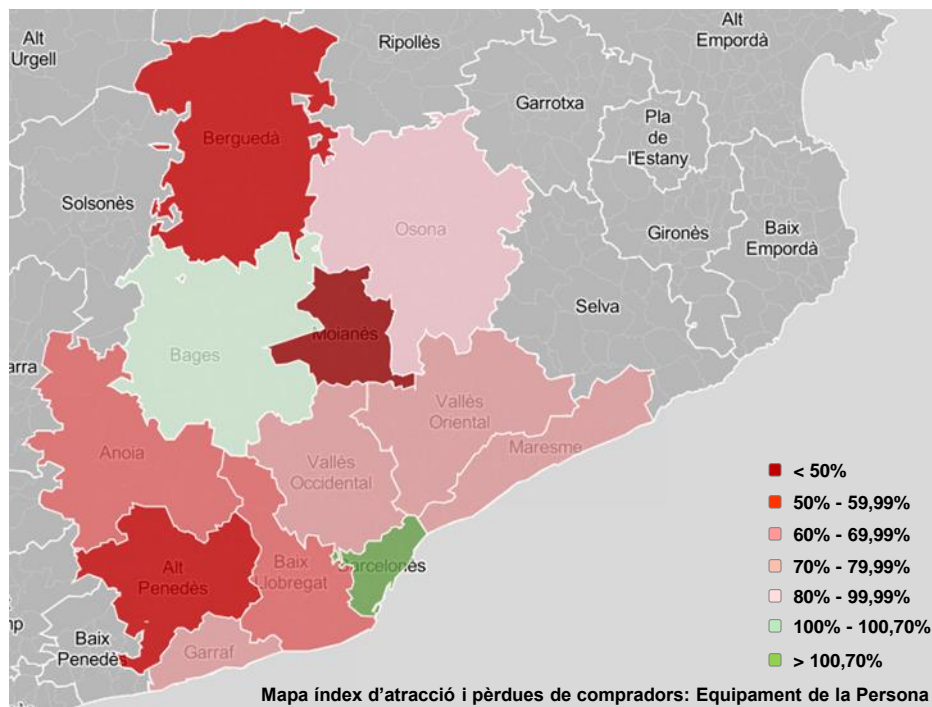 Alt
Urgell
Ripollès
Alt
Empordà
Garrotxa
Pla
de
l'Estany
Berguedà
Solsonès
Osona
Gironès
Baix
Empordà
Selva
Moianès
Bages
arra
Vallès
Oriental
Maresme
Anoia
Vallès
Occidental
Baix
Llobregat
Barcelonès
Alt
Penedès
mp
Baix
Penedès
Garraf
< 50%
50% - 59,99%
60% - 69,99%
70% - 79,99%
80% - 99,99%
100% - 100,70%
> 100,70%
Mapa índex d’atracció i pèrdues de compradors: Equipament de la Persona